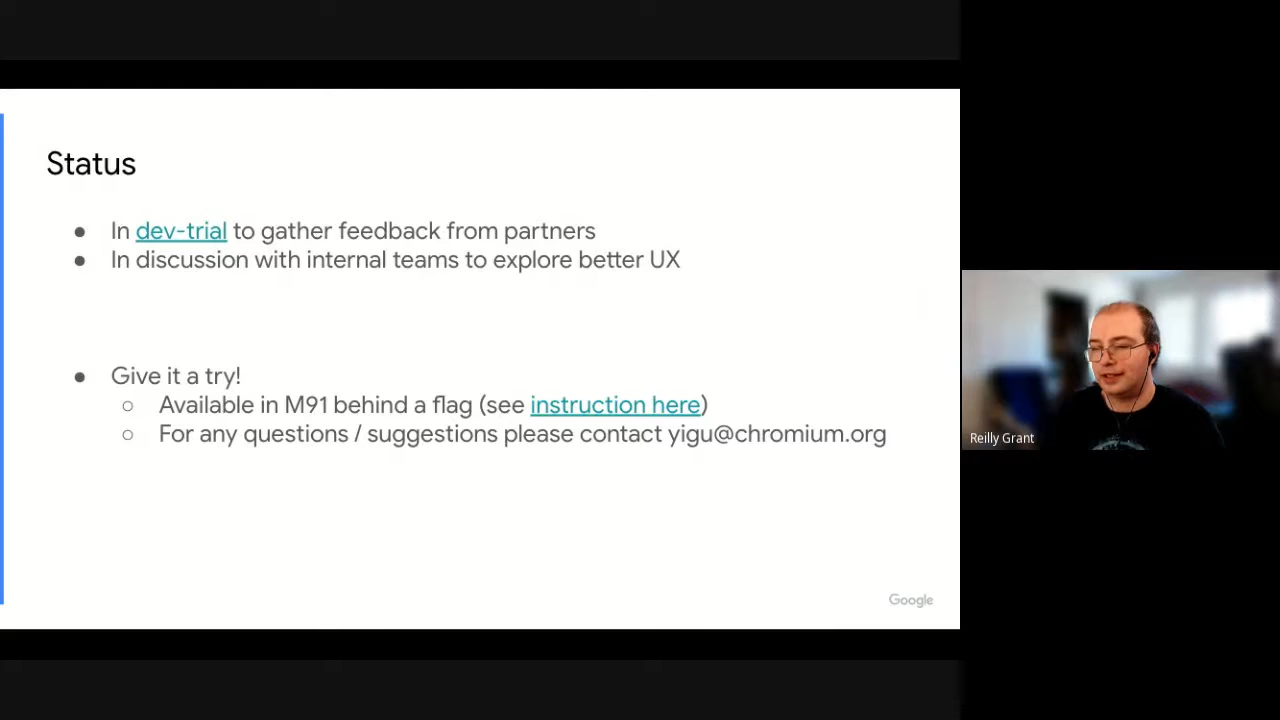 Status
● In dev-trial to gather feedback from partners
● In discussion with internal teams to explore better UX
● Give it a try!
○ Available in M91 behind a flag (see instruction here)
○ For any questions / suggestions please contact yigu@chromium.org
Google
Reilly Grant